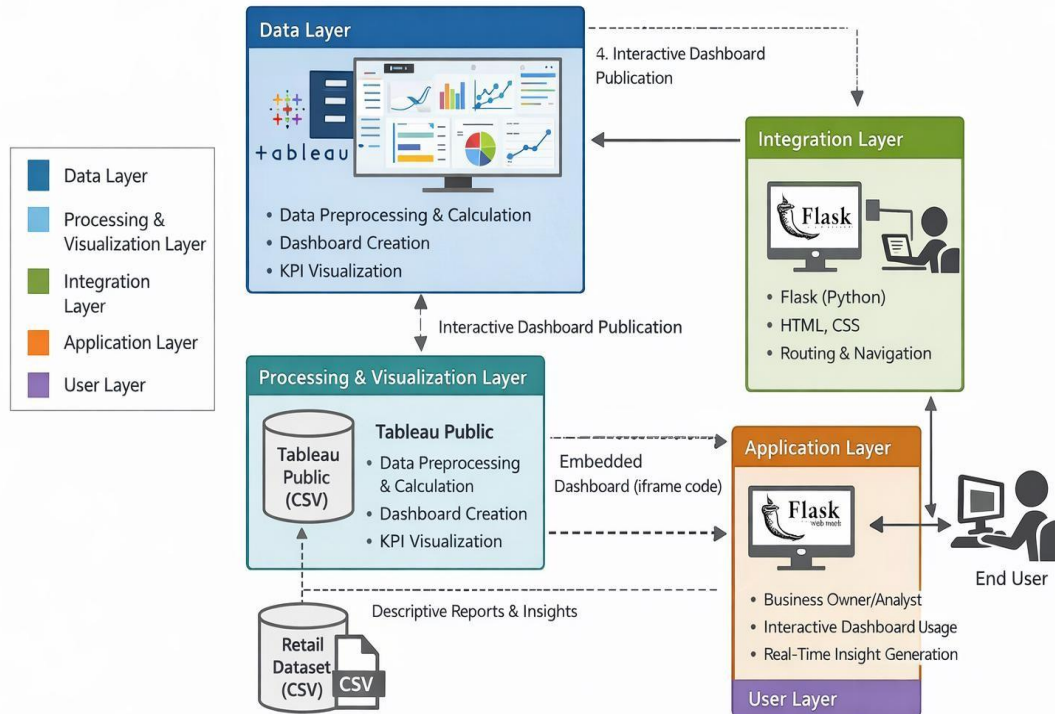 Data Layer
Processing &
Visualization Layer
Integration
Layer
Application Layer
User Layer
Data Layer
+ableau
• Data Preprocessing & Calculation
• Dashboard Creation
• KPI Visualization
4. Interactive Dashboard
Publication
Integration Layer
Flask
• Flask (Python)
• HTML, CSS
• Routing & Navigation
Interactive Dashboard Publication
Processing & Visualization Layer
Tableau
Public
(CSV)
Tableau Public
• Data Preprocessing
& Calculation
• Dashboard Creation
• KPI Visualization
Embedded
Dashboard (iframe code)
Descriptive Reports & Insights
Retail
Dataset
(CSV)
CSV
Application Layer
Flask
• Business Owner/Analyst
• Interactive Dashboard Usage
• Real-Time Insight Generation
User Layer
End User